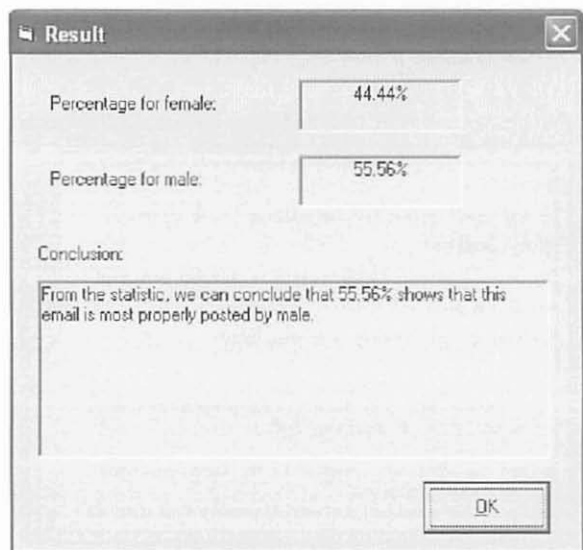 Result
Percentage for female: 44.44%
Percentage for male: 55.56%
Conclusion:
From the statistic, we can conclude that 55.56% shows that this
email is most properly posted by male.
OK